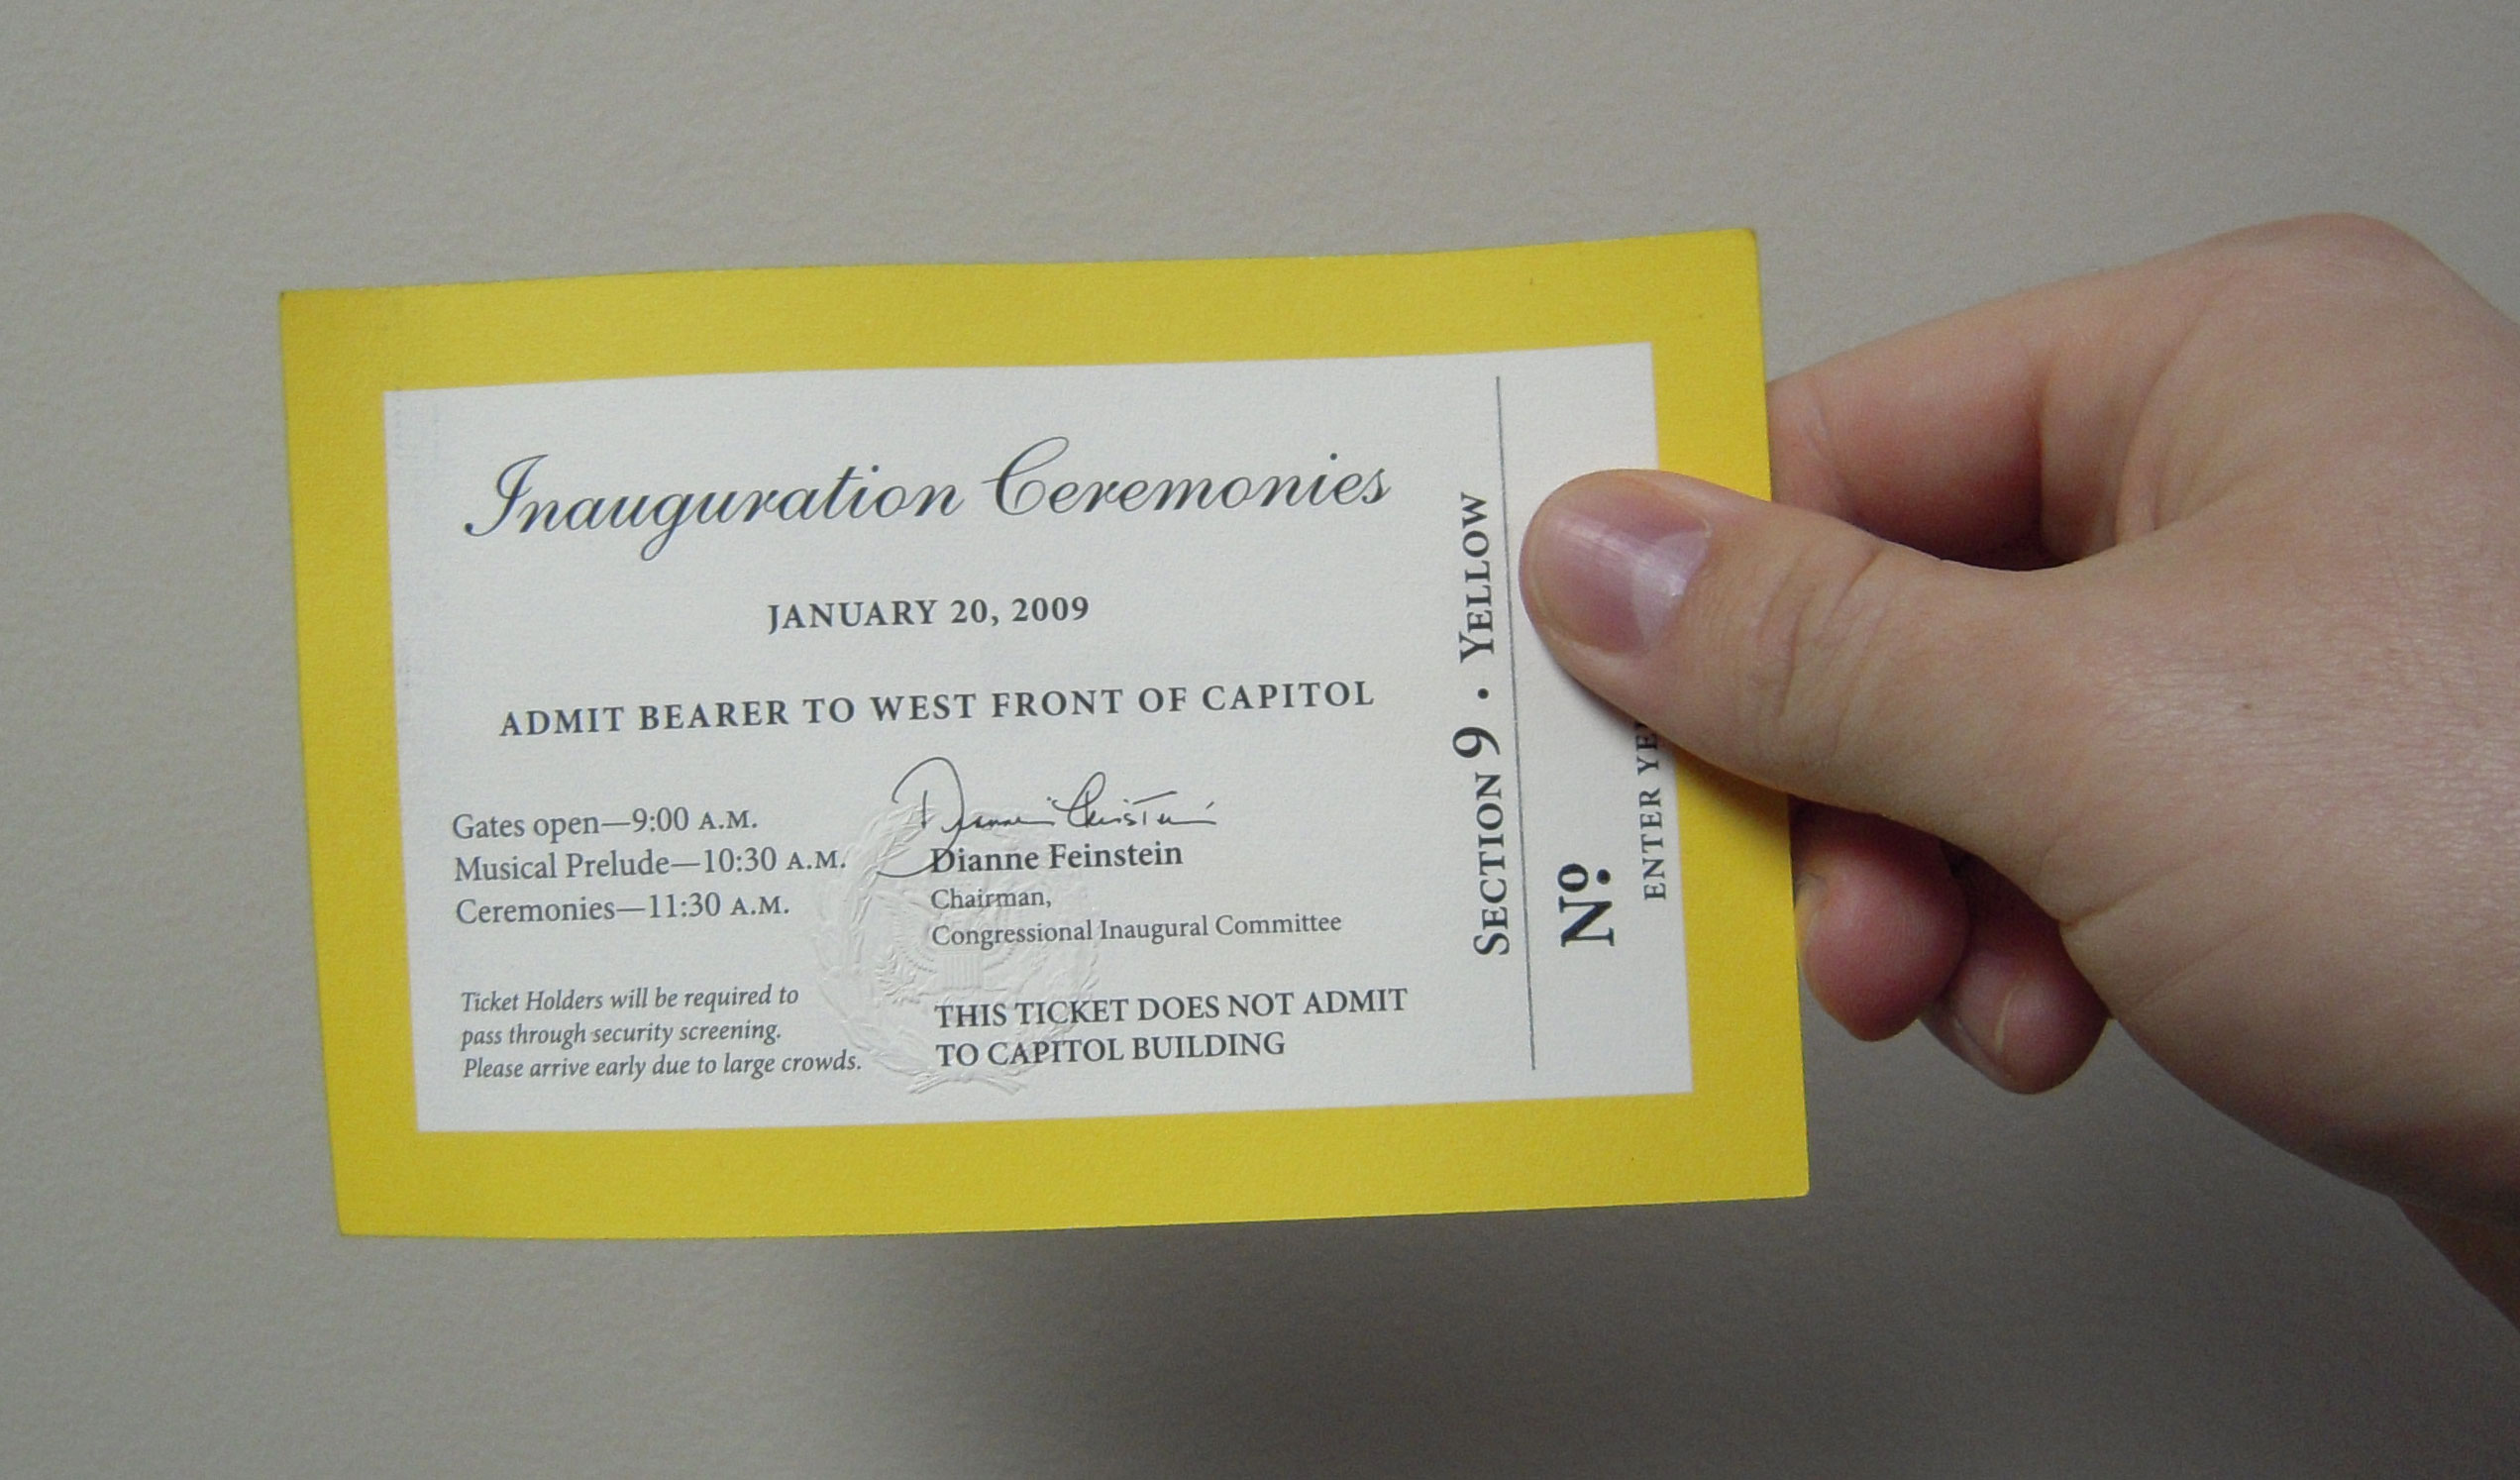 Inauguration Ceremonies
JANUARY 20, 2009
ADMIT BEARER TO WEST FRONT OF CAPITOL
Gates open—9:00 A.M.
Musical Prelude—10:30 A.M.
Ceremonies—11:30 A.M.
Dianne Feinstein
Dianne Feinstein
Chairman,
Congressional Inaugural Committee
Ticket Holders will be required to
pass through security screening.
Please arrive early due to large crowds.
THIS TICKET DOES NOT ADMIT
TO CAPITOL BUILDING
SECTION 9 · YELLOW
No.
ENTER